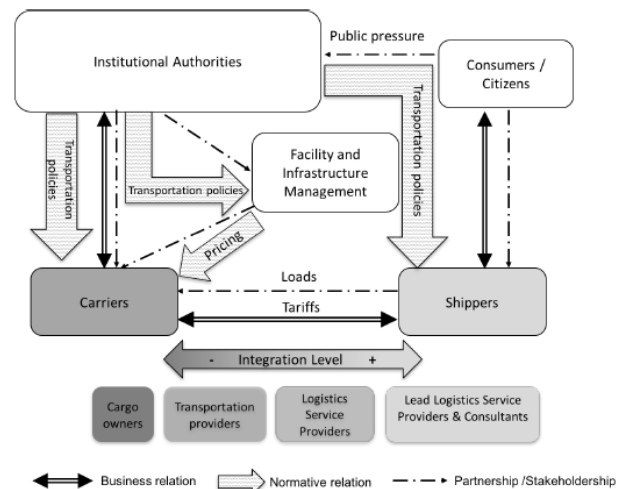 Public pressure
Institutional Authorities
Consumers /
Citizens
Transportation
policies
Facility and
Infrastructure
Management
Transportation policies
Transportation policies
Pricing
Loads
Carriers
Tariffs
Shippers
- Integration Level +
Cargo
owners
Transportation
providers
Logistics
Service
Providers
Lead Logistics Service
Providers & Consultants
Business relation
Normative relation
Partnership /Stakeholdership